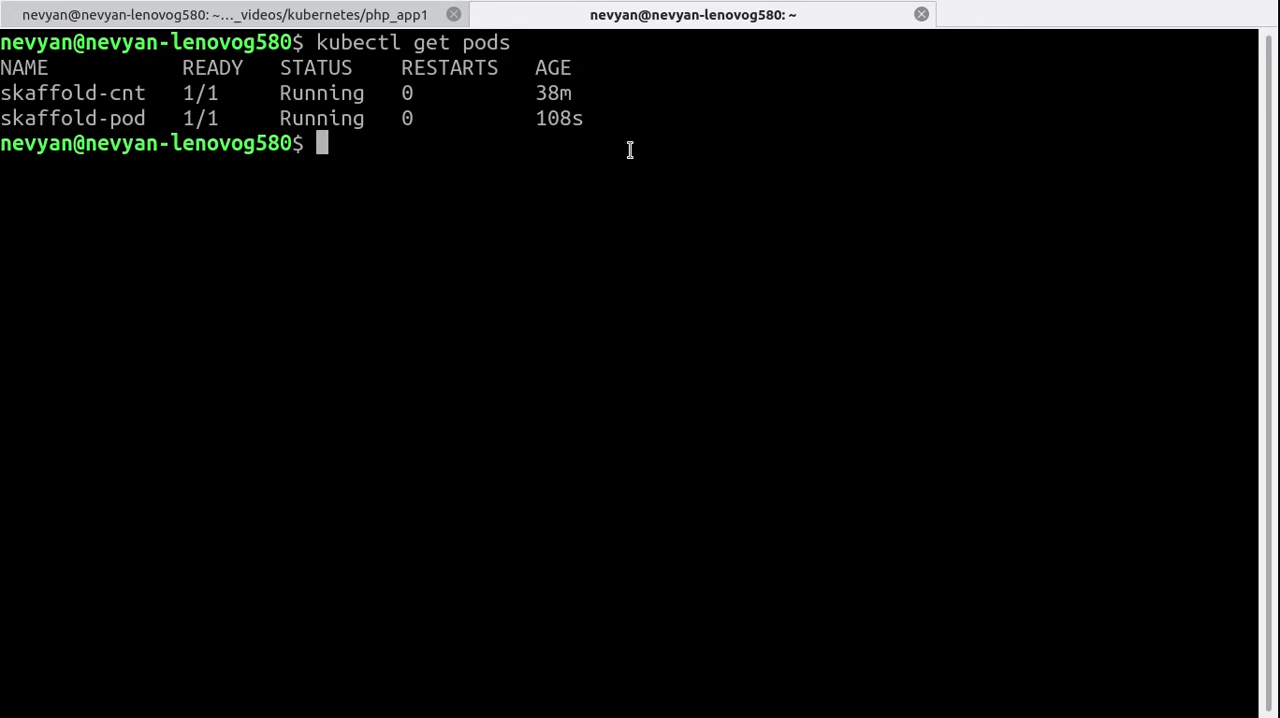 nevyan@nevyan-lenovog580: ~..._videos/kubernetes/php_app1
nevyan@nevyan-lenovog580: ~
nevyan@nevyan-lenovog580$ kubectl get pods
NAME READY STATUS RESTARTS AGE
skaffold-cnt 1/1 Running 0 38m
skaffold-pod 1/1 Running 0 108s
nevyan@nevyan-lenovog580$